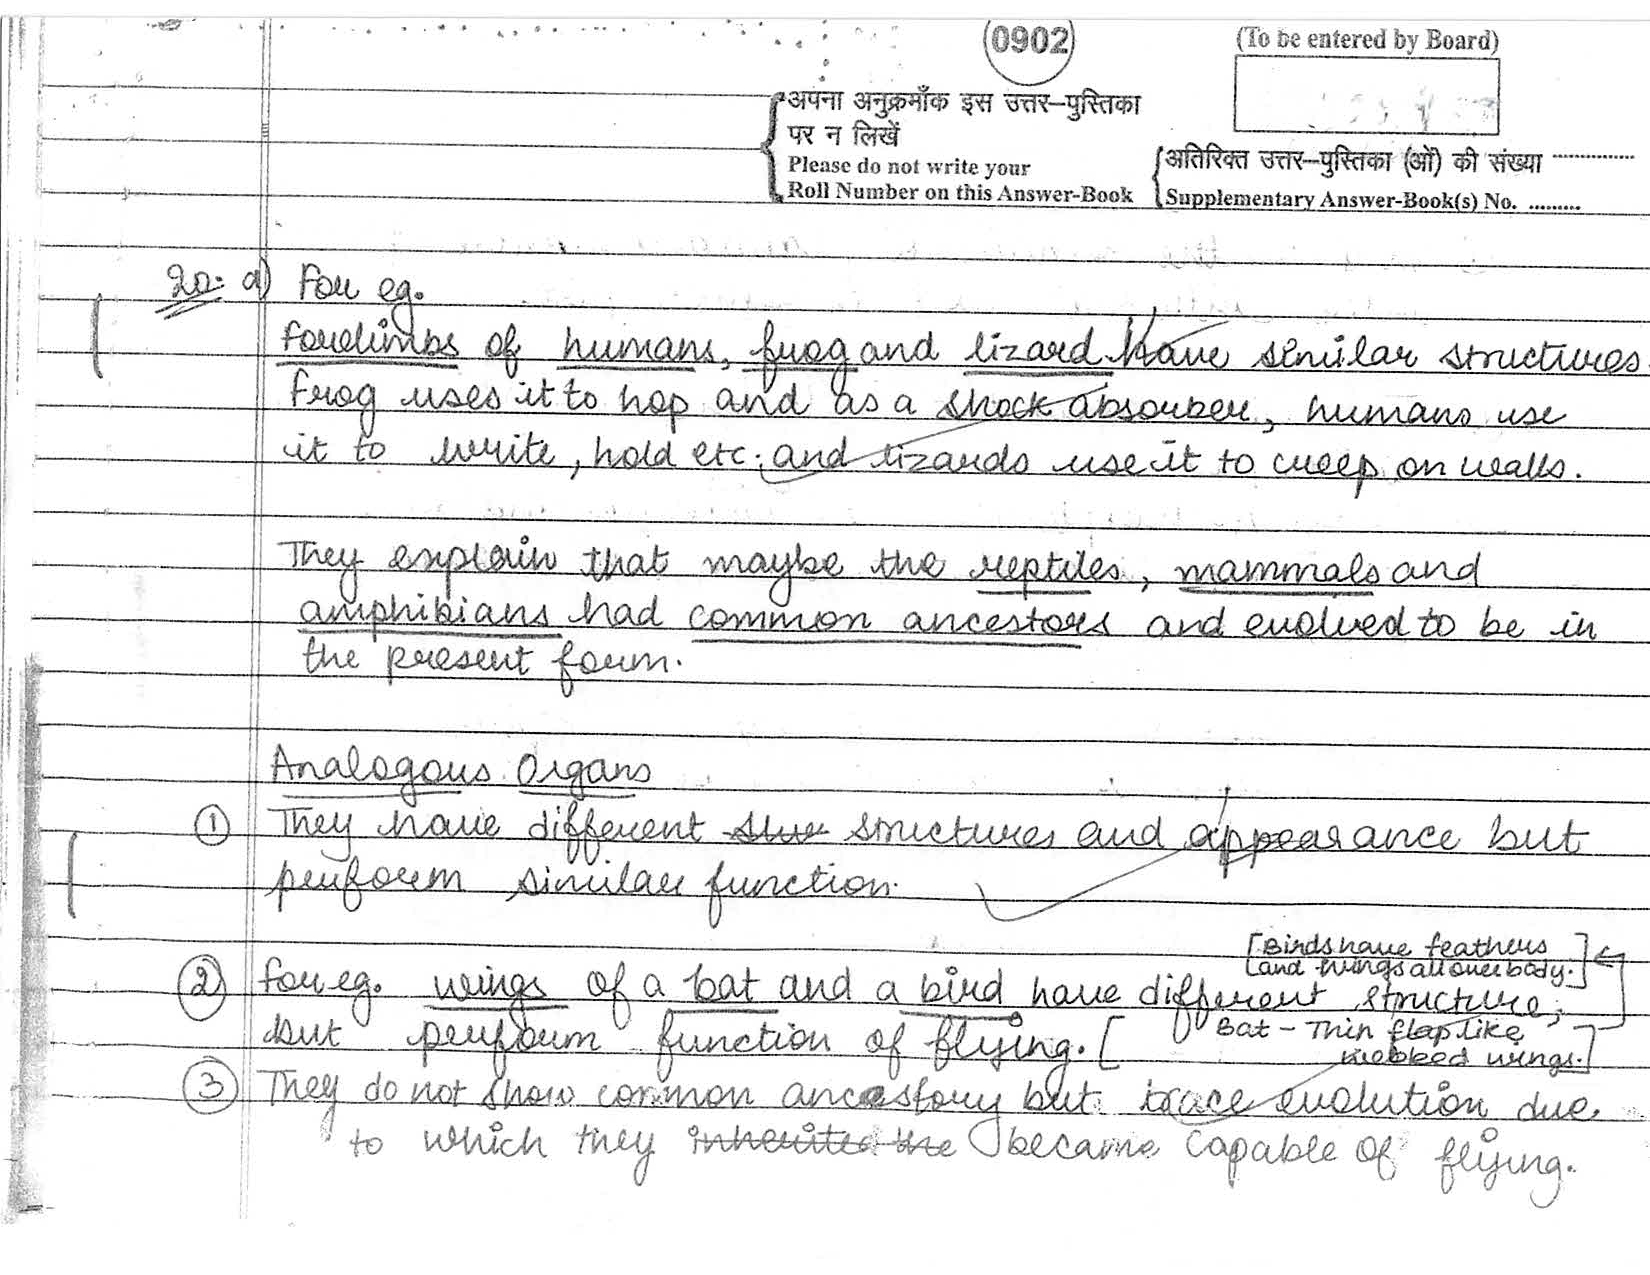 0902
(To be entered by Board)
अपना अनुक्रमाँक इस उत्तर–पुस्तिका
पर न लिखें
Please do not write your
Roll Number on this Answer-Book
अतिरिक्त उत्तर–पुस्तिका (ओं) की संख्या ..............
Supplementary Answer-Book(s) No. .........
20. a) For eg.
Forelimbs of humans, frog and lizard have similar structures.
Frog uses it to hop and as a shock absorber, humans use
it to write, hold etc. and lizards use it to creep on walls.
They explain that maybe the reptiles, mammals and
amphibians had common ancestors and evolved to be in
the present form.
Analogous Organs
① They have different structures and appearance but
perform similar function.
[Birds have feathers
and wings all over body.]
② For eg. wings of a bat and a bird have different structure,
but perform function of flying. [Bat - Thin flap like
webbed wings.]
③ They do not show common ancestory but trace evolution due
to which they inherited the became capable of flying.